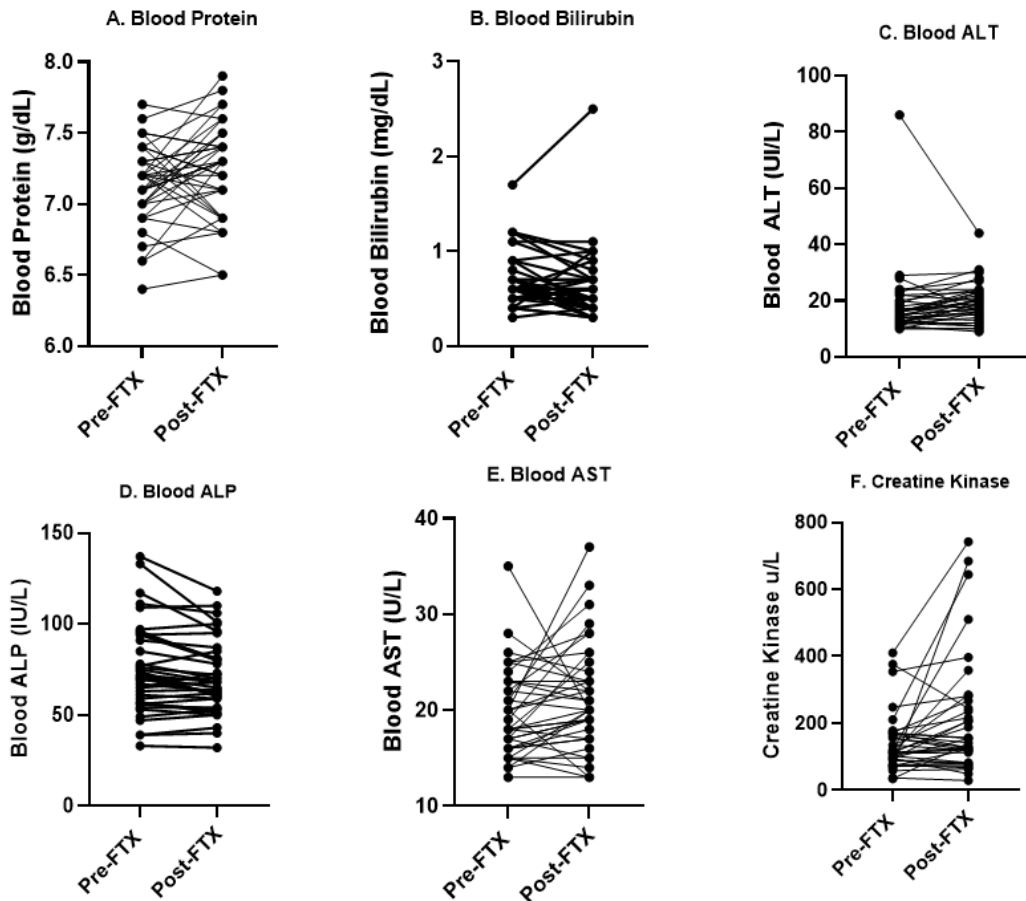 A. Blood Protein
Blood Protein (g/dL)
8.0
7.5
7.0
6.5
6.0
Pre-FTX
Post-FTX
B. Blood Bilirubin
Blood Bilirubin (mg/dL)
3
2
1
0
Pre-FTX
Post-FTX
C. Blood ALT
Blood ALT (UI/L)
100
80
60
40
20
0
Pre-FTX
Post-FTX
D. Blood ALP
Blood ALP (IU/L)
150
100
50
0
Pre-FTX
Post-FTX
E. Blood AST
Blood AST (U/L)
40
30
20
10
Pre-FTX
Post-FTX
F. Creatine Kinase
Creatine Kinase u/L
800
600
400
200
0
Pre-FTX
Post-FTX